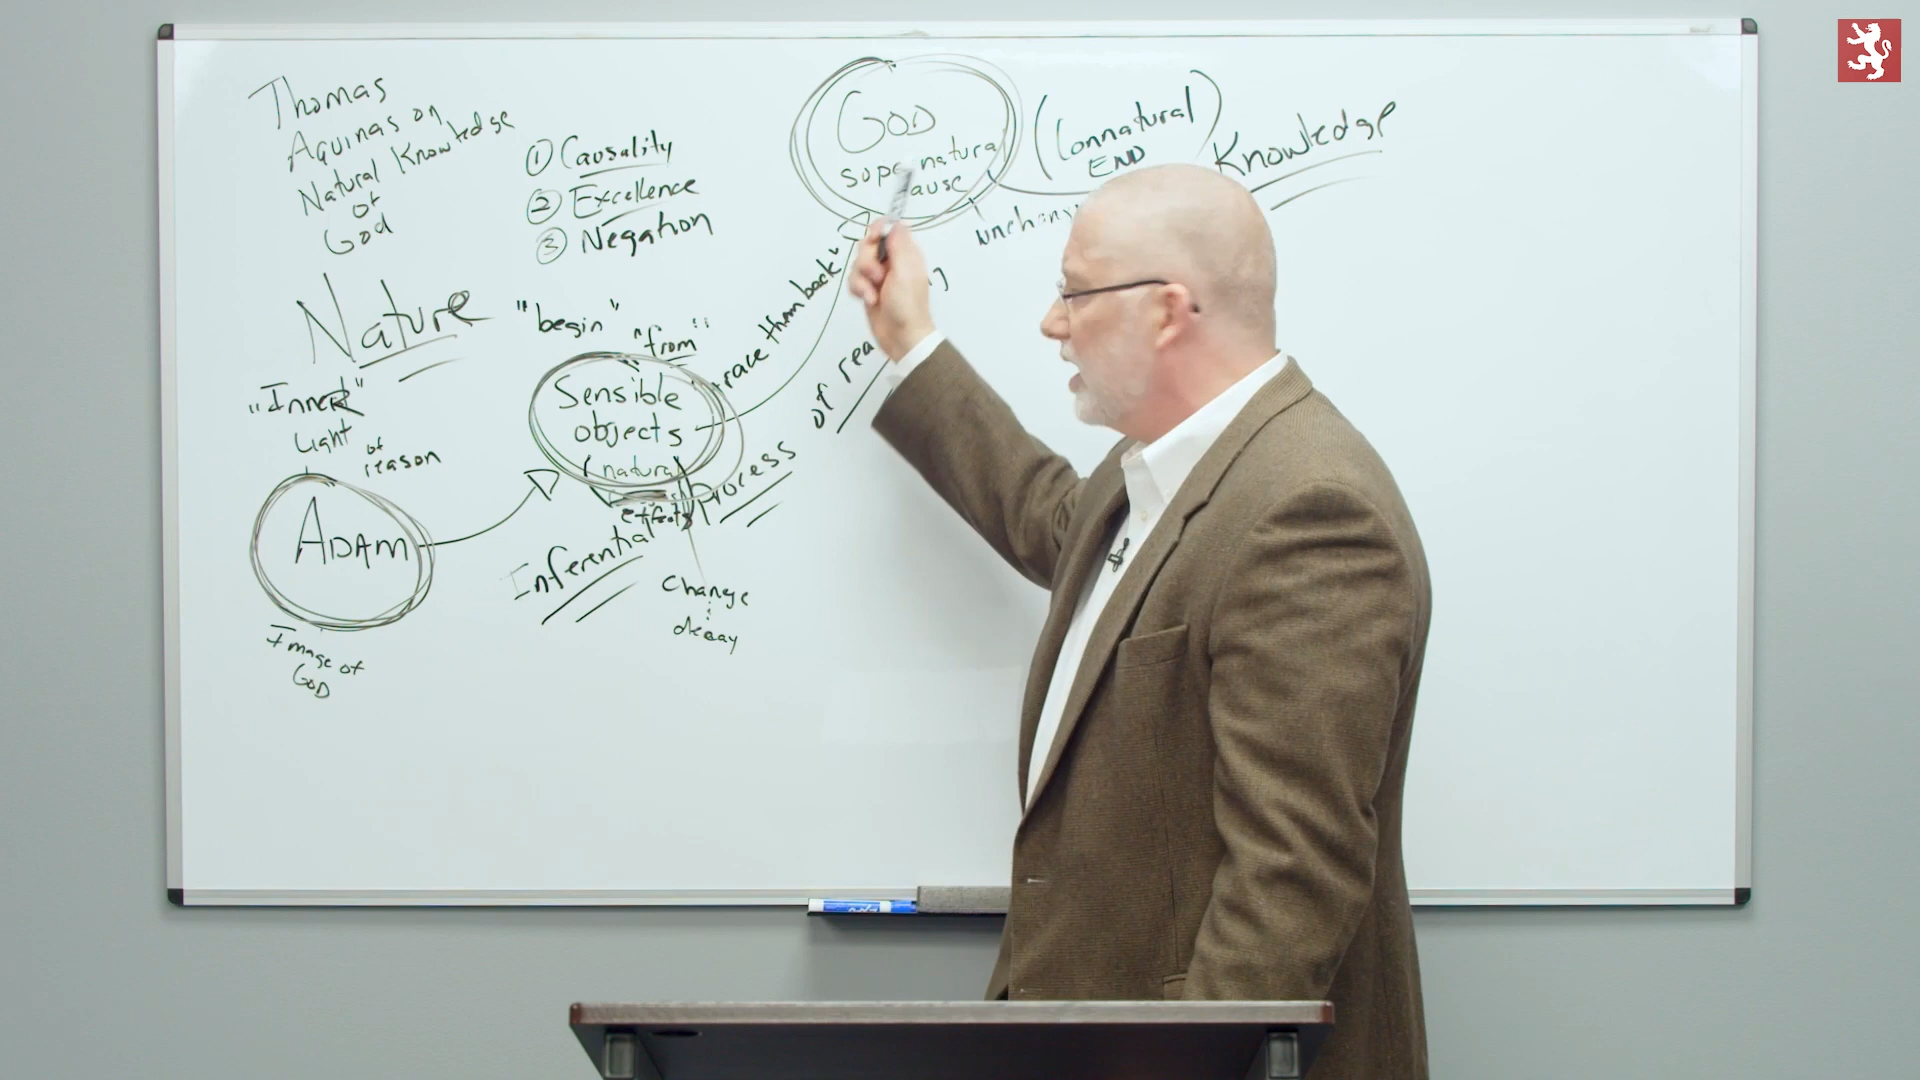 Thomas
Aquinas on
Natural Knowledge
of
God
① Causality
② Excellence
③ Negation
GOD
supernatural
cause
(Connatural)
END
Knowledge
Nature
"begin"
"from"
"trace them back"
"Inner"
Light
of
reason
Sensible
objects
(natural
effects)
ADAM
Image of
GOD
Inferential Process
of
change
decay